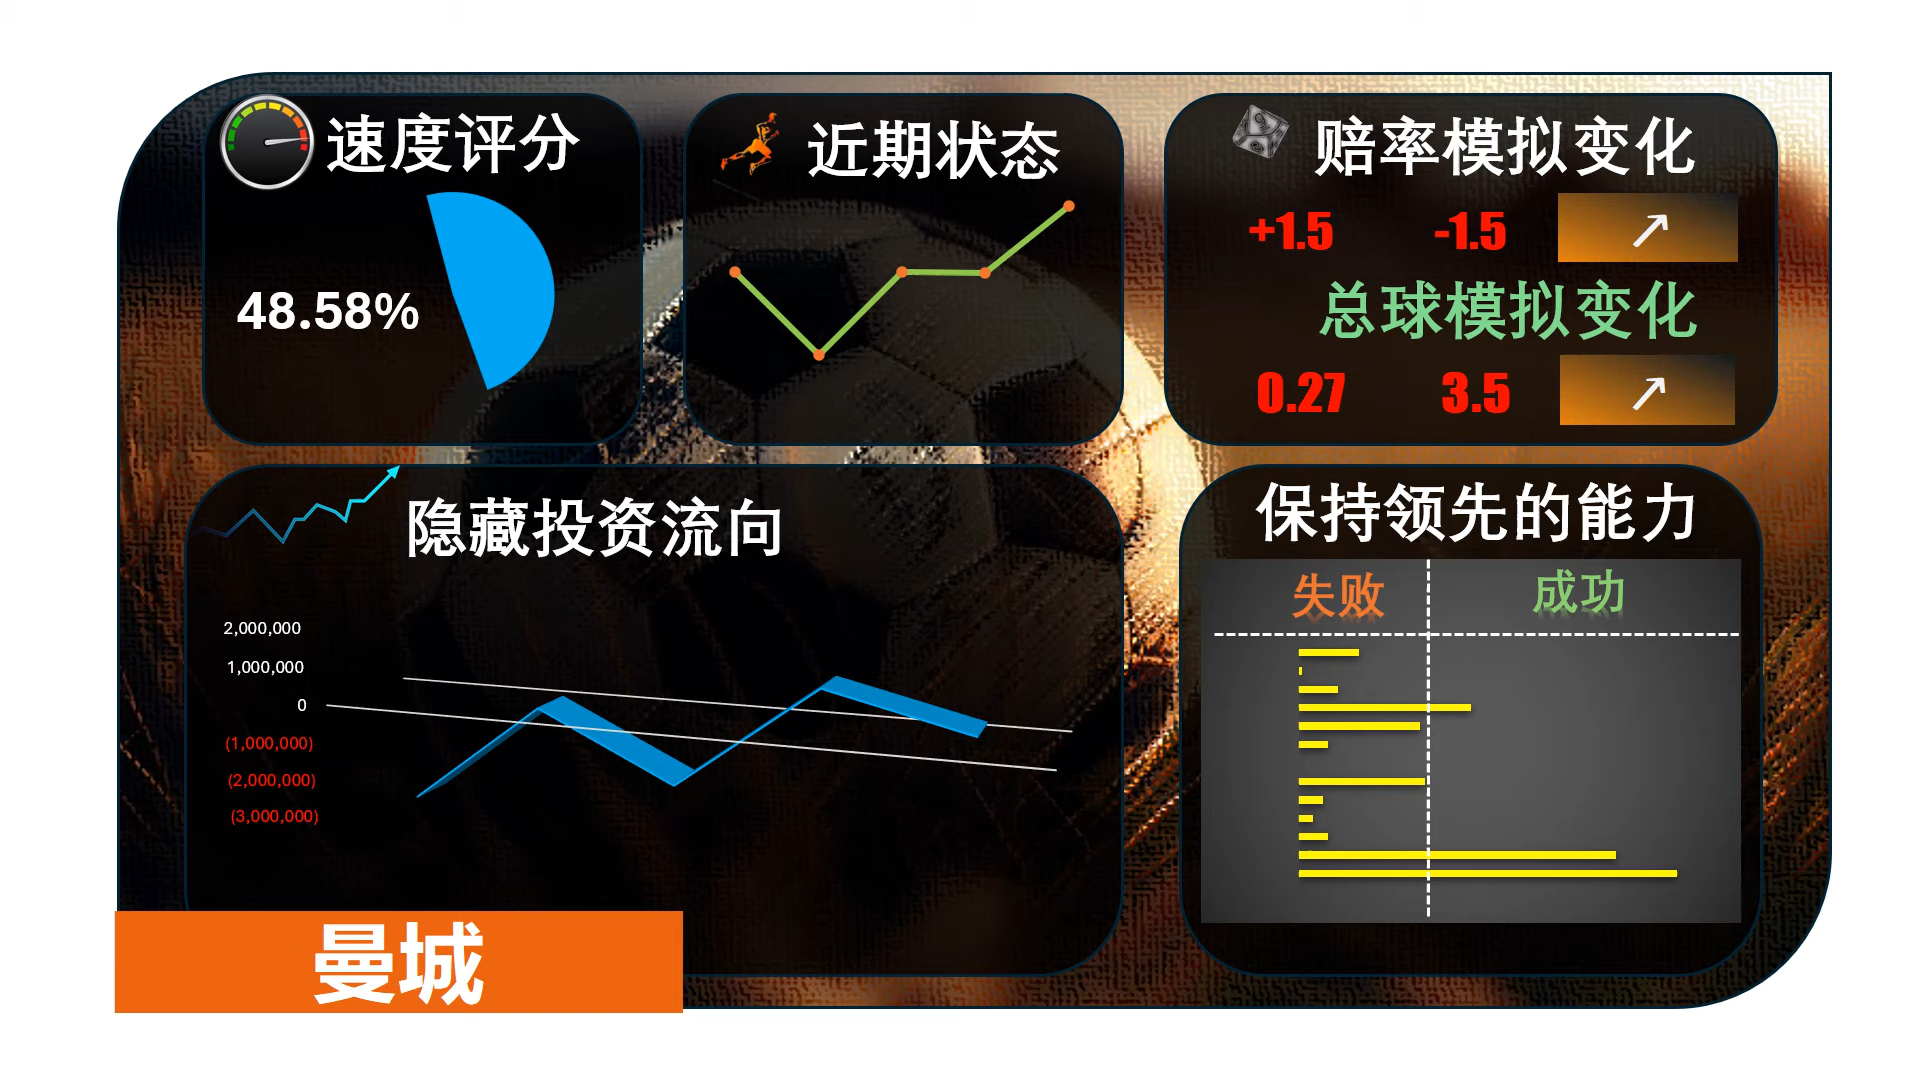 速度评分
48.58%
近期状态
赔率模拟变化
+1.5 -1.5 ↗
总球模拟变化
0.27 3.5 ↗
隐藏投资流向
2,000,000
1,000,000
0
(1,000,000)
(2,000,000)
(3,000,000)
保持领先的能力
失败 成功
曼城